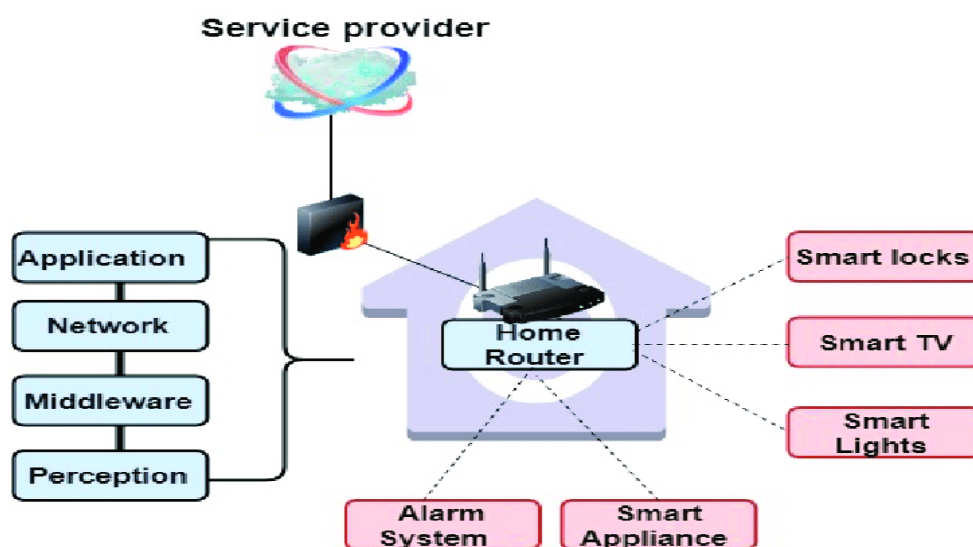 Service provider
Application
Network
Middleware
Perception
Home
Router
Smart locks
Smart TV
Smart
Lights
Alarm
System
Smart
Appliance